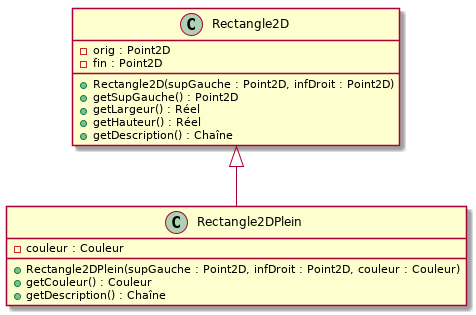 C Rectangle2D
orig : Point2D
fin : Point2D
Rectangle2D(supGauche : Point2D, infDroit : Point2D)
getSupGauche() : Point2D
getLargeur() : Réel
getHauteur() : Réel
getDescription() : Chaîne
C Rectangle2DPlein
couleur : Couleur
Rectangle2DPlein(supGauche : Point2D, infDroit : Point2D, couleur : Couleur)
getCouleur() : Couleur
getDescription() : Chaîne